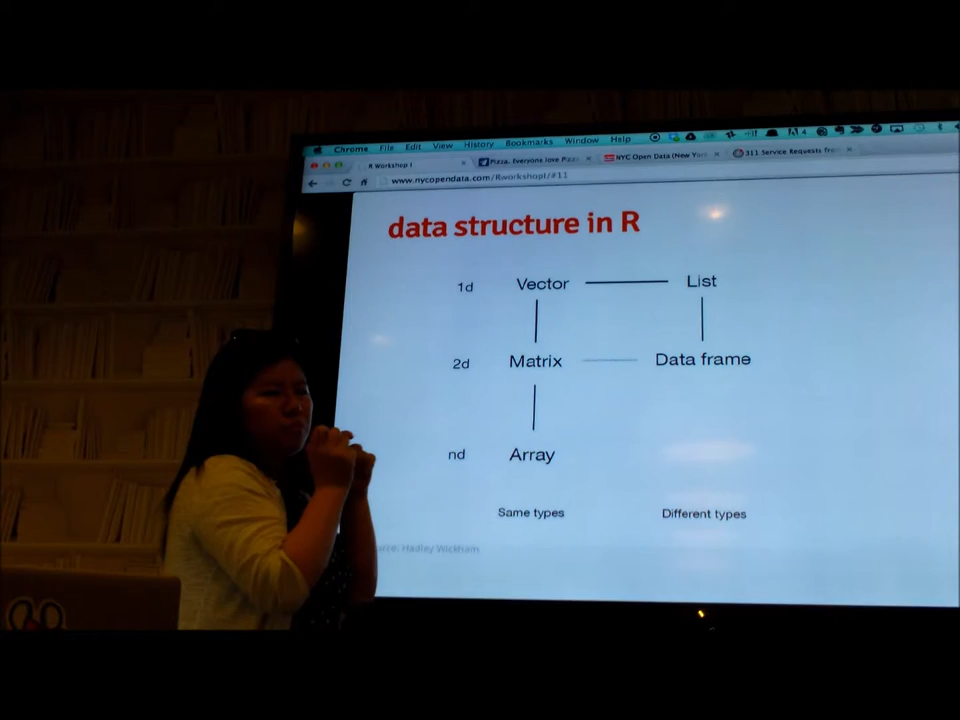 Chrome File Edit View History Bookmarks Window Help
R Workshop I Pizza. Everyone love Pizza NYC Open Data (New York 311 Service Requests from
www.nycopendata.com/RworkshopI/#11
data structure in R
1d Vector List
2d Matrix Data frame
nd Array
Same types Different types
Hadley Wickham